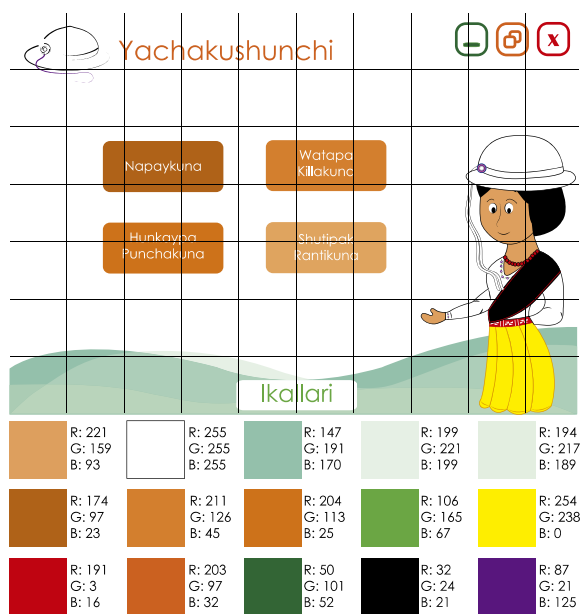 Yachakushunchi
x
Napaykuna
Watapa
Killakuna
Hunkaypa
Punchakuna
Shutipak
Rantikuna
Ikallari
R: 221
G: 159
B: 93
R: 255
G: 255
B: 255
R: 147
G: 191
B: 170
R: 199
G: 221
B: 199
R: 194
G: 217
B: 189
R: 174
G: 97
B: 23
R: 211
G: 126
B: 45
R: 204
G: 113
B: 25
R: 106
G: 165
B: 67
R: 254
G: 238
B: 0
R: 191
G: 3
B: 16
R: 203
G: 97
B: 32
R: 50
G: 101
B: 52
R: 32
G: 24
B: 21
R: 87
G: 21
B: 125